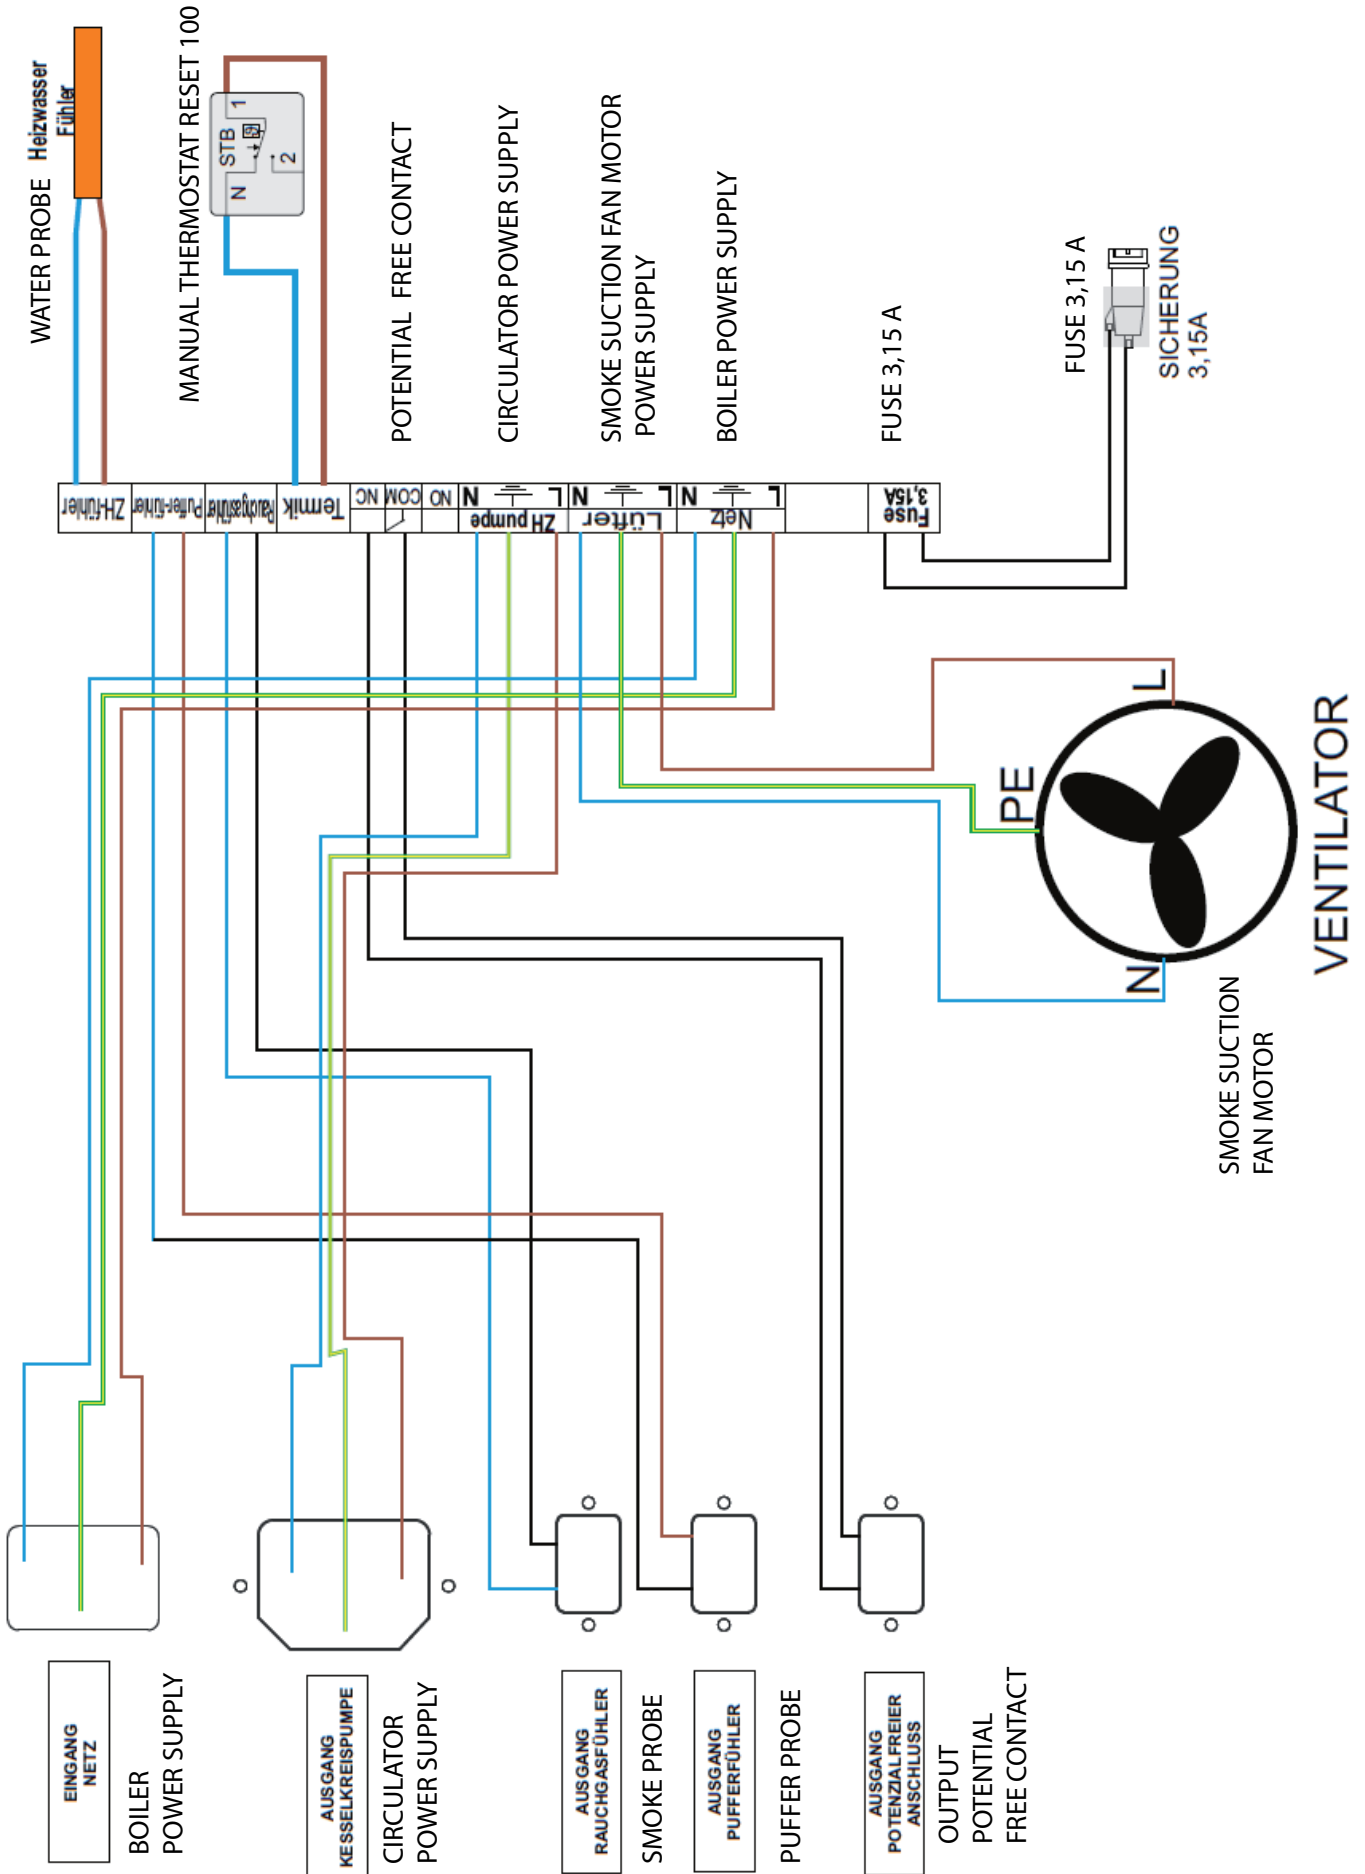 WATER PROBE
Heizwasser
Fühler
MANUAL THERMOSTAT RESET 100
N
STB
1
2
POTENTIAL FREE CONTACT
CIRCULATOR POWER SUPPLY
SMOKE SUCTION FAN MOTOR
POWER SUPPLY
BOILER POWER SUPPLY
FUSE 3,15 A
FUSE 3,15 A
SICHERUNG
3,15A
ZH-fühler
Puffer-fühler
Rauchgasfühler
Termik
NC
COM
NO
N
L
ZH pumpe
N
L
Lüfter
N
L
Netz
Fuse
3,15A
L
PE
N
VENTILATOR
SMOKE SUCTION
FAN MOTOR
EINGANG
NETZ
BOILER
POWER SUPPLY
AUSGANG
KESSELKREISPUMPE
CIRCULATOR
POWER SUPPLY
AUSGANG
RAUCHGASFÜHLER
SMOKE PROBE
AUSGANG
PUFFERFÜHLER
PUFFER PROBE
AUSGANG
POTENZIALFREIER
ANSCHLUSS
OUTPUT
POTENTIAL
FREE CONTACT